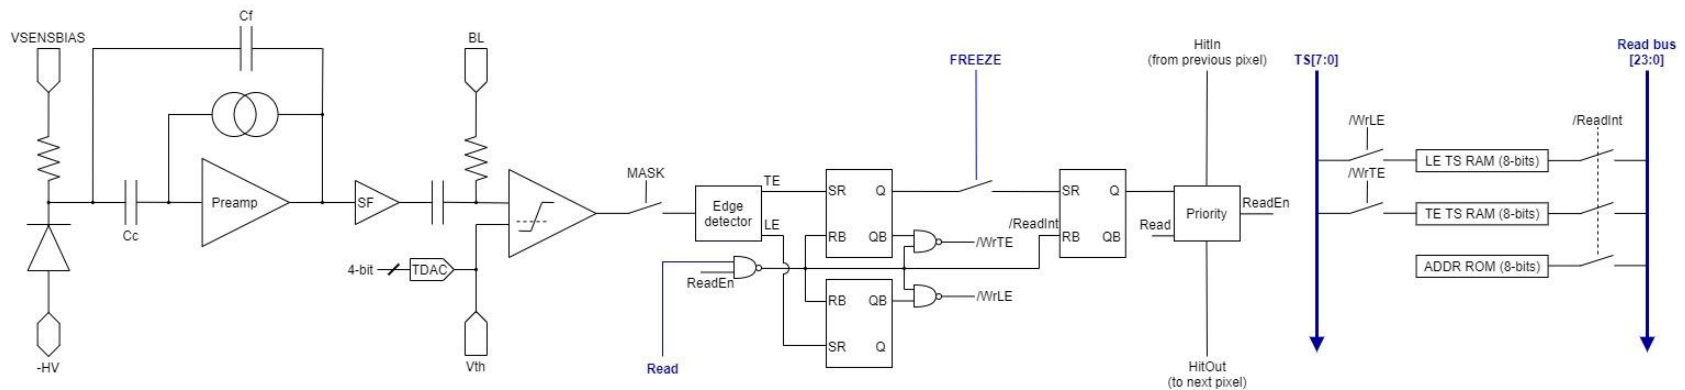 VSENSBIAS
Cf
Cc
Preamp
-HV
SF
BL
4-bit
TDAC
Vth
MASK
Edge
detector
TE
LE
Read
ReadEn
SR
Q
RB
QB
RB
QB
SR
Q
/WrTE
/WrLE
FREEZE
/ReadInt
SR
Q
RB
QB
HitIn
(from previous pixel)
Priority
Read
ReadEn
HitOut
(to next pixel)
TS[7:0]
Read bus
[23:0]
/WrLE
/WrTE
/ReadInt
LE TS RAM (8-bits)
TE TS RAM (8-bits)
ADDR ROM (8-bits)